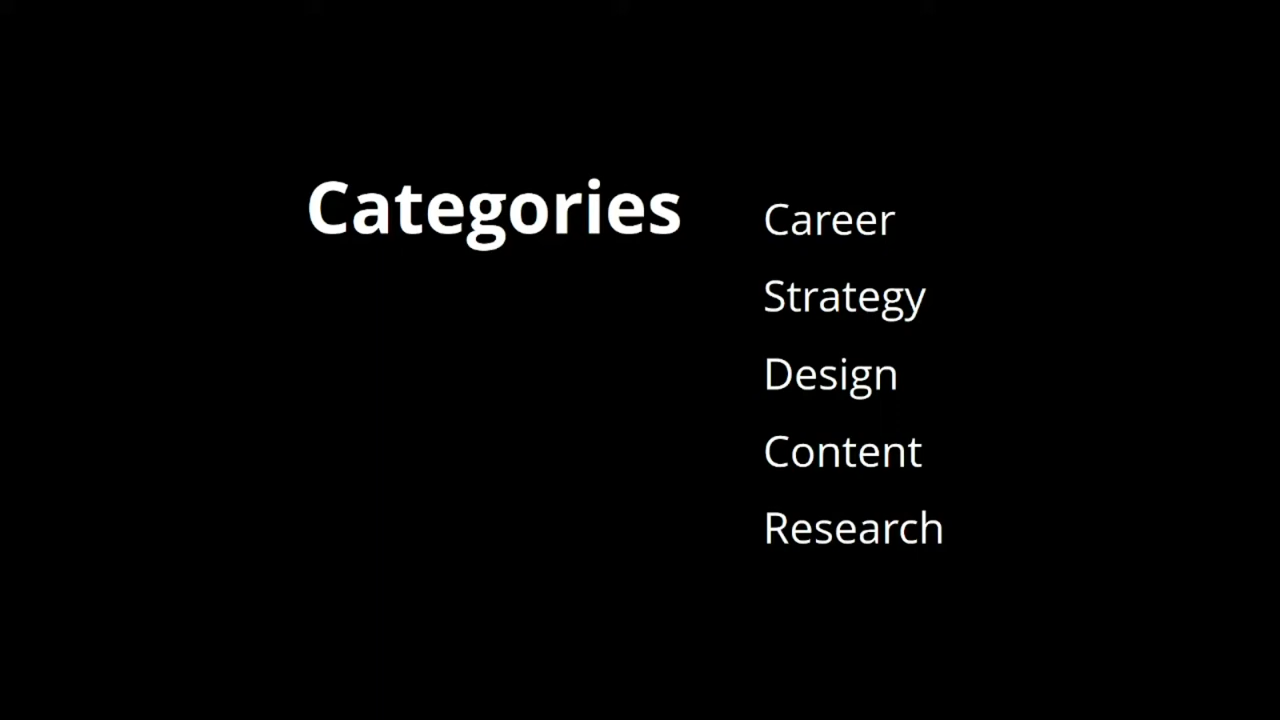 Categories
Career
Strategy
Design
Content
Research